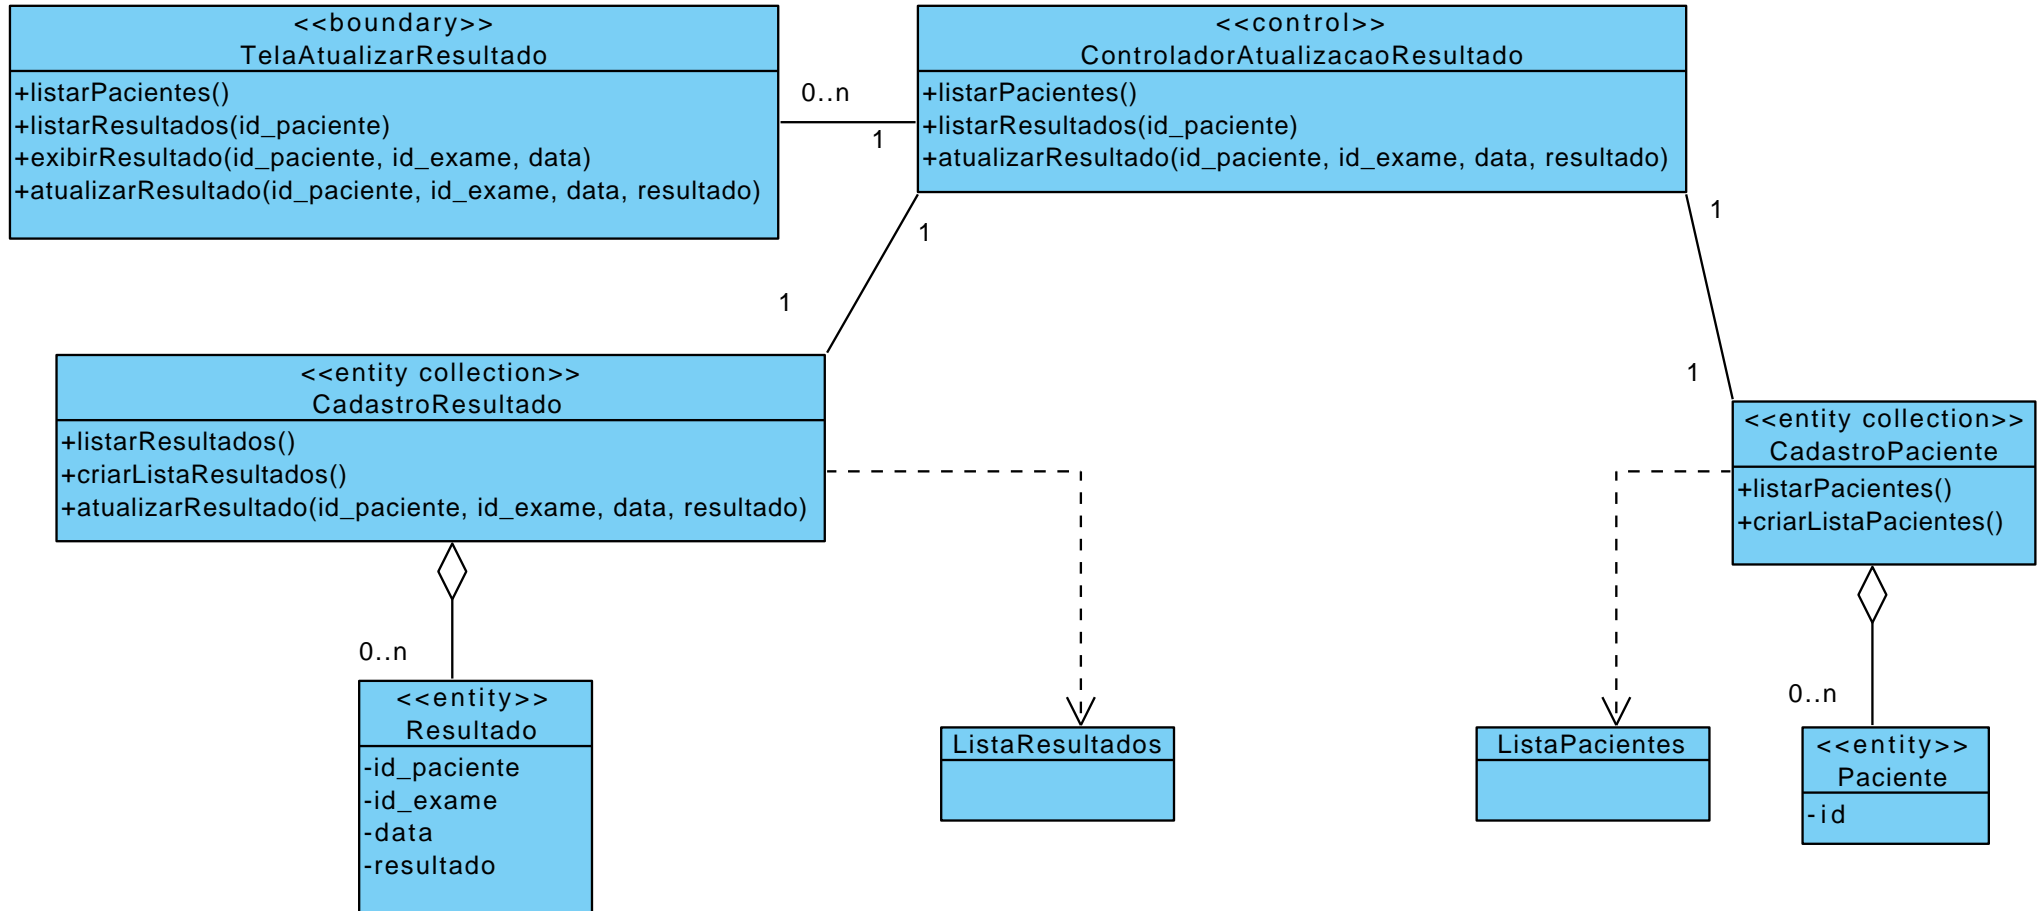 <<boundary>>
TelaAtualizarResultado
+listarPacientes()
+listarResultados(id_paciente)
+exibirResultado(id_paciente, id_exame, data)
+atualizarResultado(id_paciente, id_exame, data, resultado)
0..n
1
<<control>>
ControladorAtualizacaoResultado
+listarPacientes()
+listarResultados(id_paciente)
+atualizarResultado(id_paciente, id_exame, data, resultado)
1
1
1
1
<<entity collection>>
CadastroResultado
+listarResultados()
+criarListaResultados()
+atualizarResultado(id_paciente, id_exame, data, resultado)
<<entity collection>>
CadastroPaciente
+listarPacientes()
+criarListaPacientes()
0..n
<<entity>>
Resultado
-id_paciente
-id_exame
-data
-resultado
ListaResultados
ListaPacientes
0..n
<<entity>>
Paciente
-id